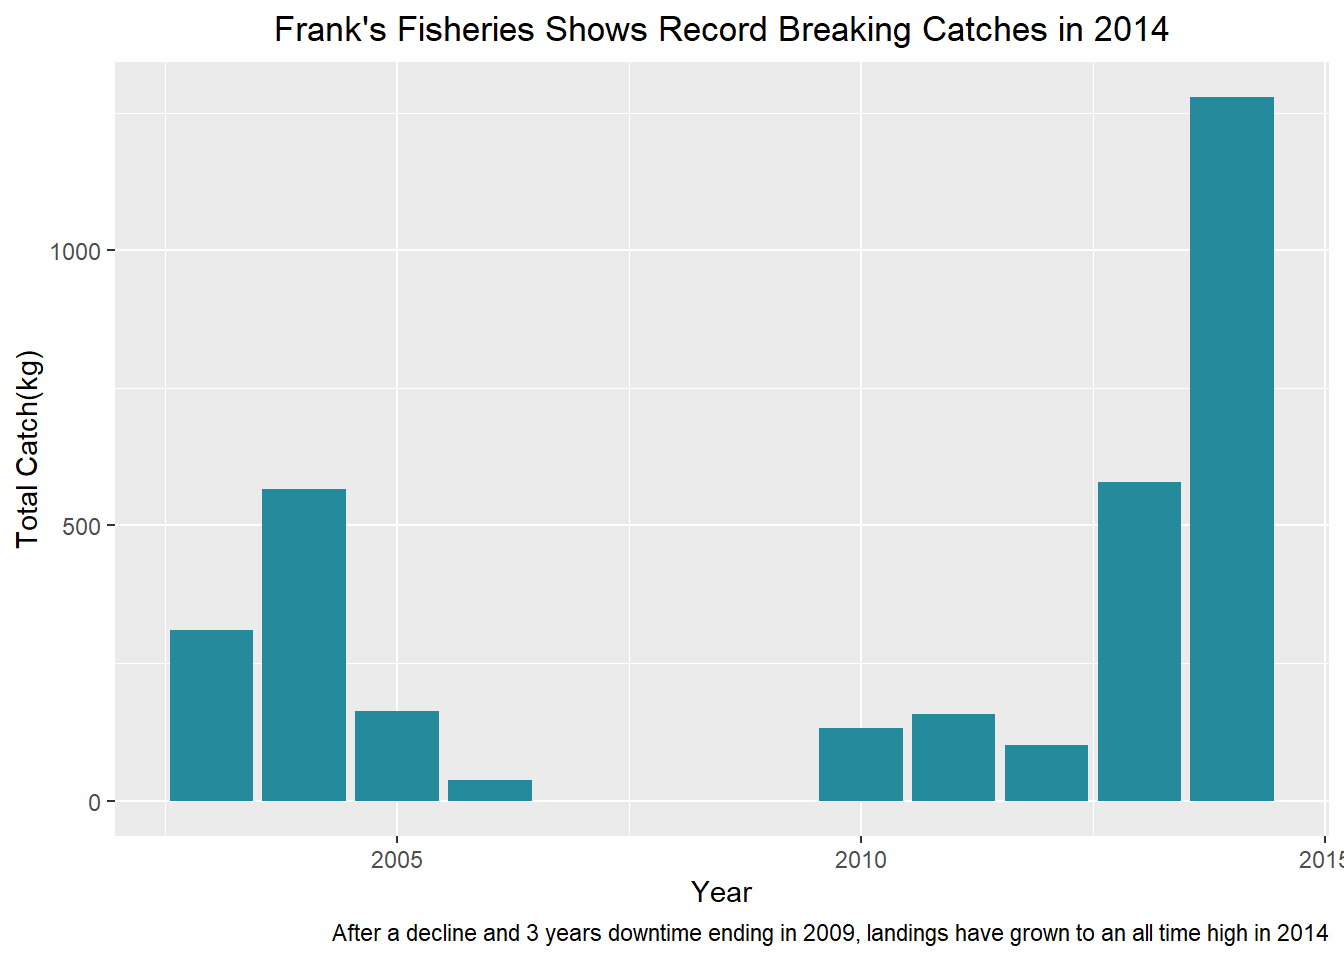 Frank's Fisheries Shows Record Breaking Catches in 2014
Total Catch(kg)
1000
500
0
2005
2010
2015
Year
After a decline and 3 years downtime ending in 2009, landings have grown to an all time high in 2014